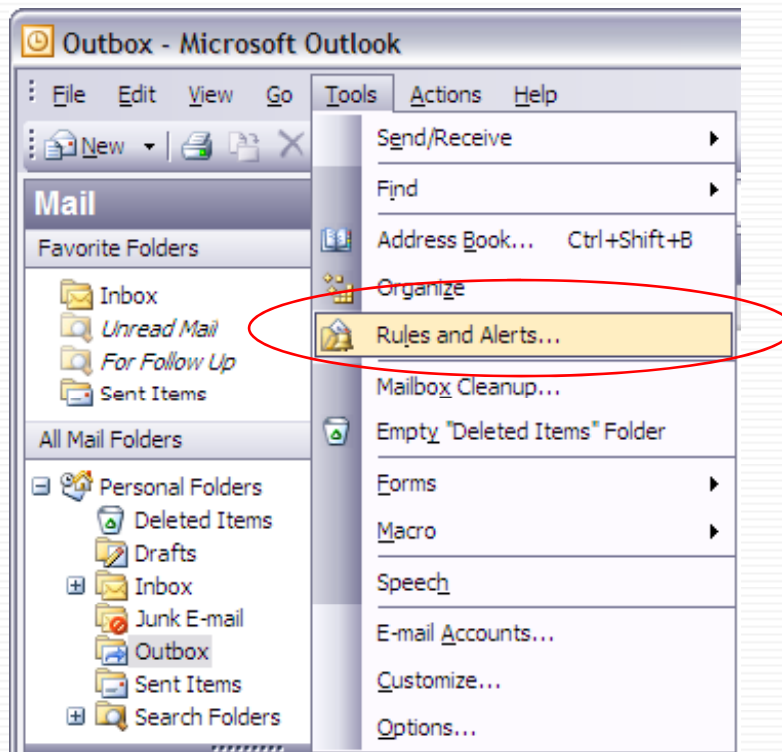 Outbox - Microsoft Outlook
File Edit View Go Tools Actions Help
New
Mail
Favorite Folders
Inbox
Unread Mail
For Follow Up
Sent Items
All Mail Folders
Personal Folders
Deleted Items
Drafts
Inbox
Junk E-mail
Outbox
Sent Items
Search Folders
Send/Receive
Find
Address Book... Ctrl+Shift+B
Organize
Rules and Alerts...
Mailbox Cleanup...
Empty "Deleted Items" Folder
Forms
Macro
Speech
E-mail Accounts...
Customize...
Options...